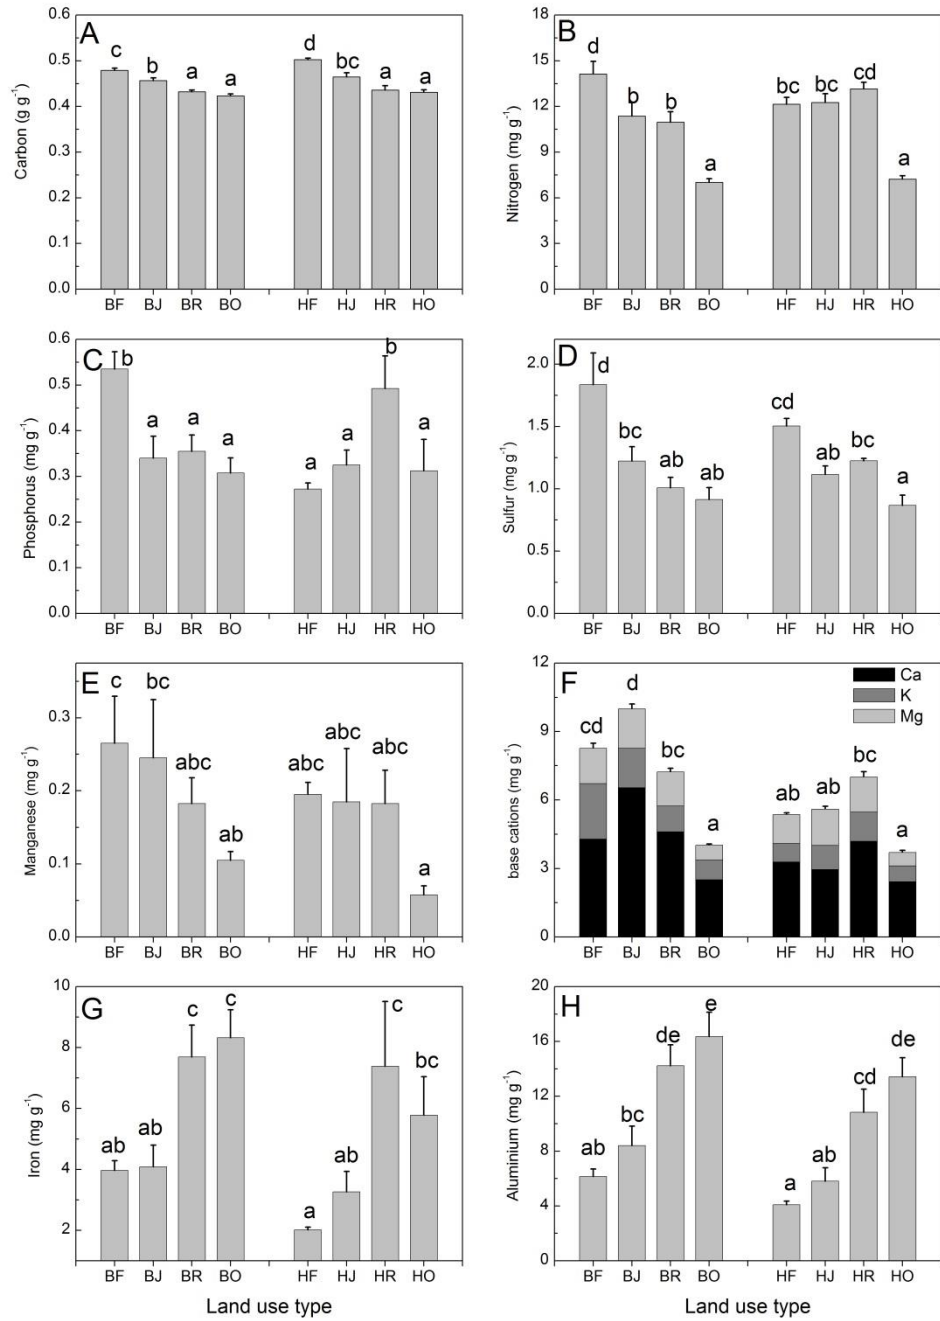 A
Carbon (g g-1)
0.6
0.5
0.4
0.3
0.2
0.1
0.0
c b a a d bc a a
BF BJ BR BO HF HJ HR HO
B
Nitrogen (mg g-1)
18
15
12
9
6
3
0
d b b a bc bc cd a
BF BJ BR BO HF HJ HR HO
C
Phosphorus (mg g-1)
0.6
0.5
0.4
0.3
0.2
0.1
0.0
b a a a a a b a
BF BJ BR BO HF HJ HR HO
D
Sulfur (mg g-1)
2.0
1.5
1.0
0.5
0.0
d bc ab ab cd ab bc a
BF BJ BR BO HF HJ HR HO
E
Manganese (mg g-1)
0.3
0.2
0.1
0.0
c bc abc ab abc abc abc a
BF BJ BR BO HF HJ HR HO
F
base cations (mg g-1)
12
9
6
3
0
Ca
K
Mg
cd d bc a ab ab bc a
BF BJ BR BO HF HJ HR HO
G
Iron (mg g-1)
10
8
6
4
2
ab ab c c a ab c bc
BF BJ BR BO HF HJ HR HO
Land use type
H
Aluminium (mg g-1)
20
16
12
8
4
0
ab bc de e a ab cd de
BF BJ BR BO HF HJ HR HO
Land use type